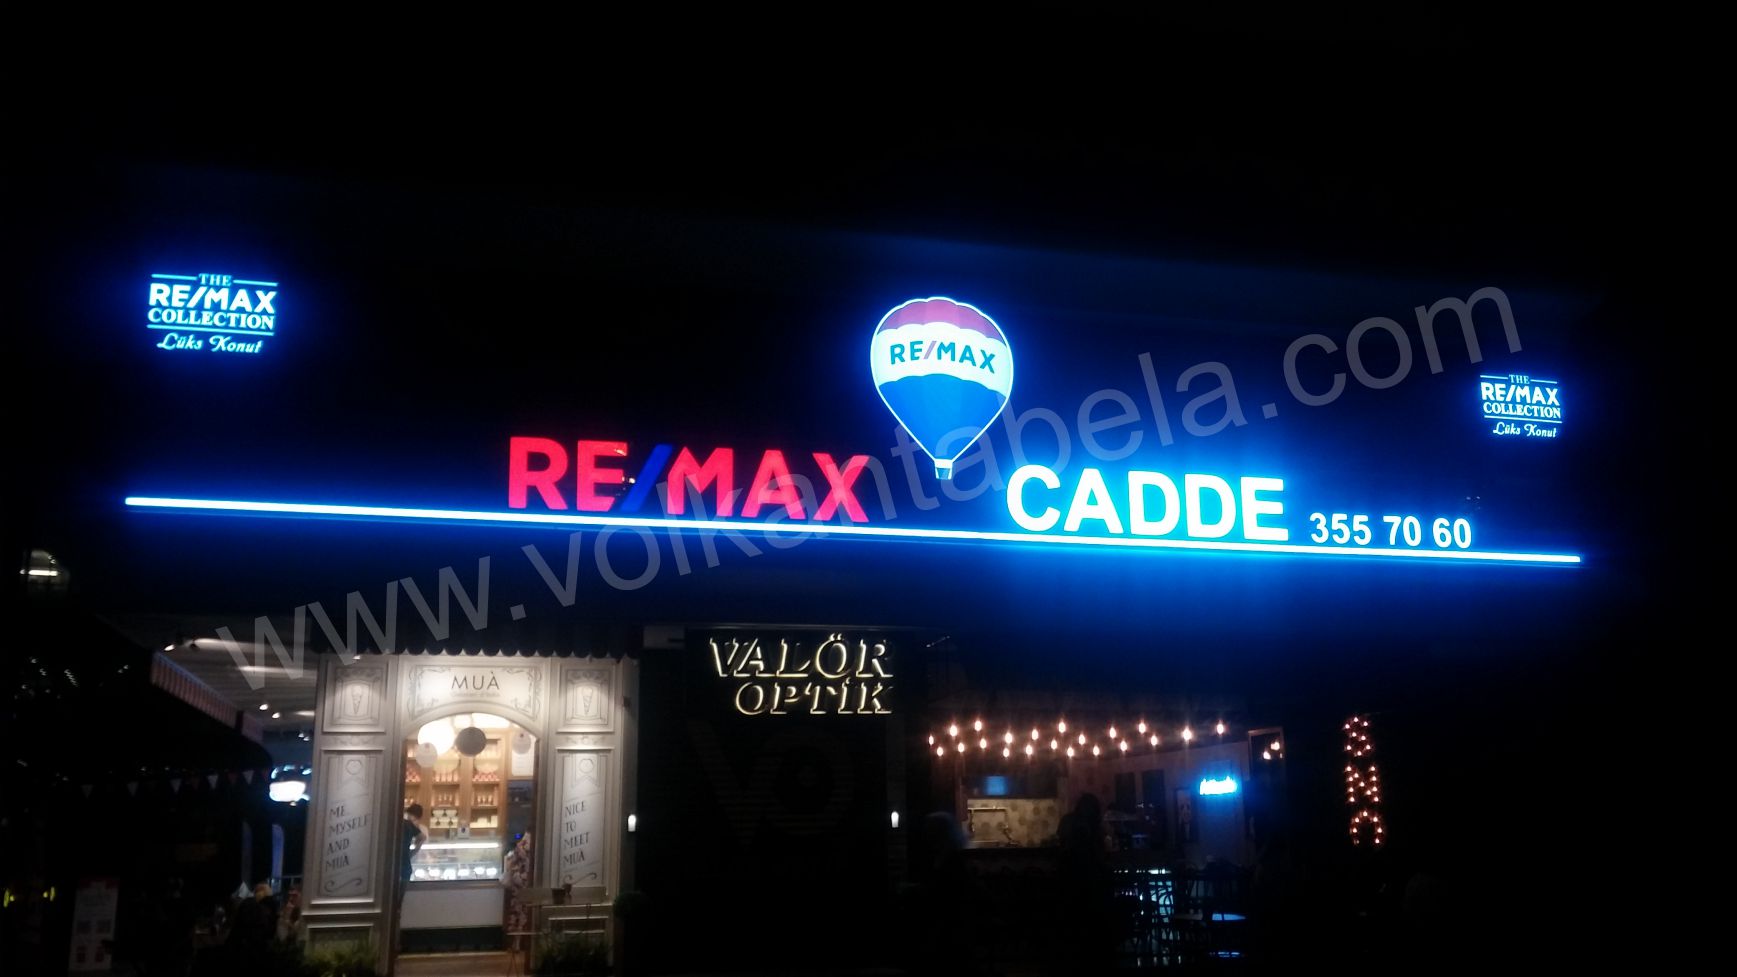 THE
RE/MAX
COLLECTION
Lüks Konut
RE/MAX
THE
RE/MAX
COLLECTION
Lüks Konut
RE/MAX CADDE 355 70 60
www.volkantabela.com
MUÀ
VALÖR
OPTİK
ME
MYSELF
AND
MUÀ
NICE
TO
MEET
MUÀ